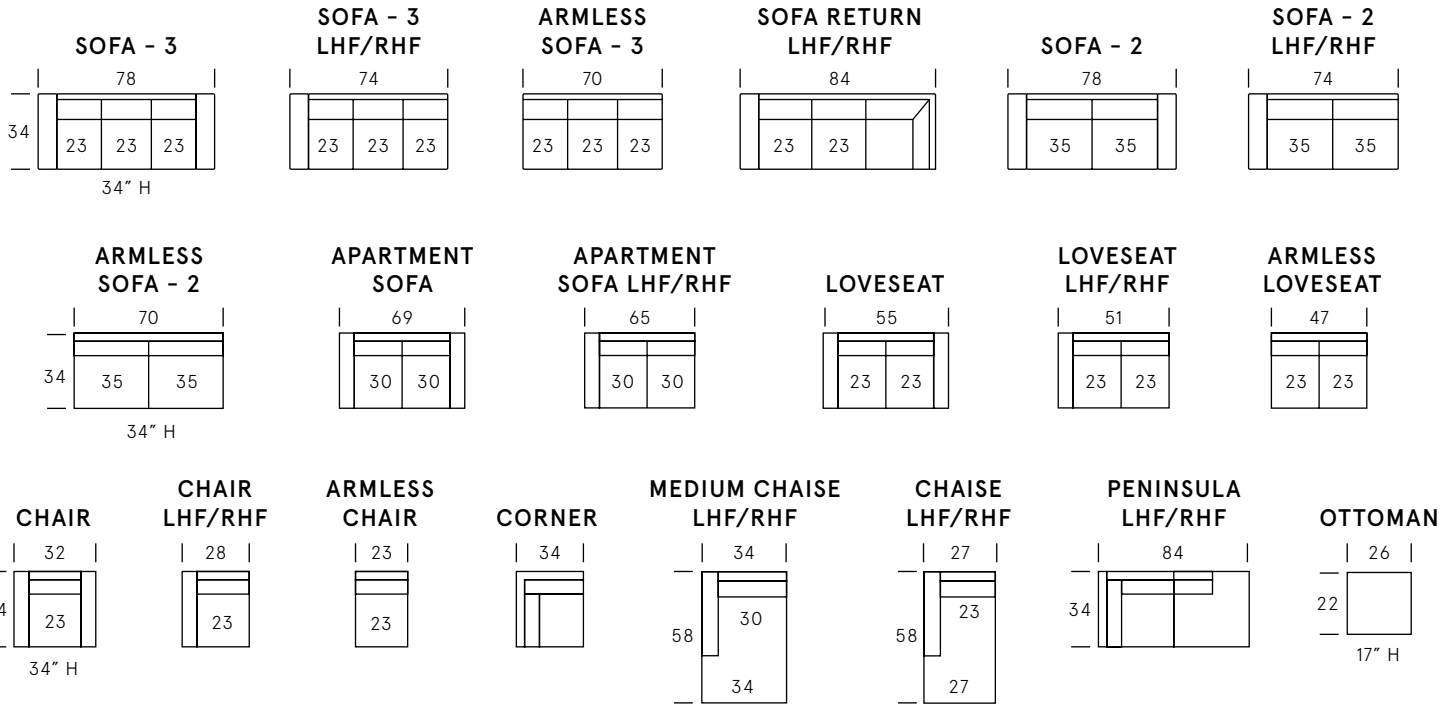 SOFA - 3
78
34
23 23 23
34″ H
SOFA - 3
LHF/RHF
74
23 23 23
ARMLESS
SOFA - 3
70
23 23 23
SOFA RETURN
LHF/RHF
84
23 23
SOFA - 2
78
35 35
SOFA - 2
LHF/RHF
74
35 35
ARMLESS
SOFA - 2
70
34
35 35
34″ H
APARTMENT
SOFA
69
30 30
APARTMENT
SOFA LHF/RHF
65
30 30
LOVESEAT
55
23 23
LOVESEAT
LHF/RHF
51
23 23
ARMLESS
LOVESEAT
47
23 23
CHAIR
32
4
23
34″ H
CHAIR
LHF/RHF
28
23
ARMLESS
CHAIR
23
23
CORNER
34
MEDIUM CHAISE
LHF/RHF
34
30
58
34
CHAISE
LHF/RHF
27
23
58
27
PENINSULA
LHF/RHF
84
34
OTTOMAN
26
22
17″ H